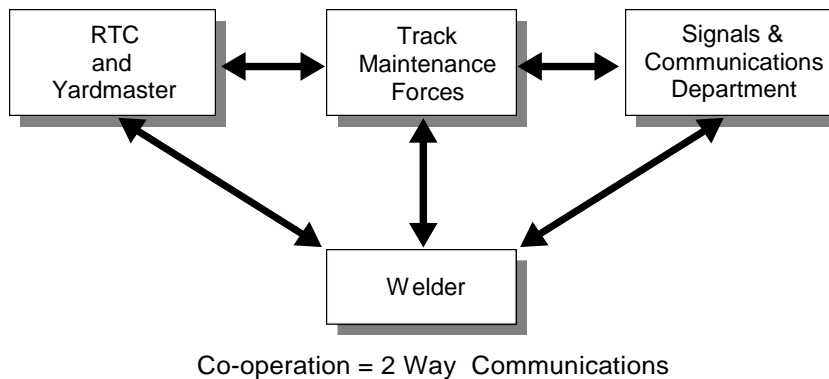 RTC
and
Yardmaster
Track
Maintenance
Forces
Signals &
Communications
Department
Welder
Co-operation = 2 Way Communications